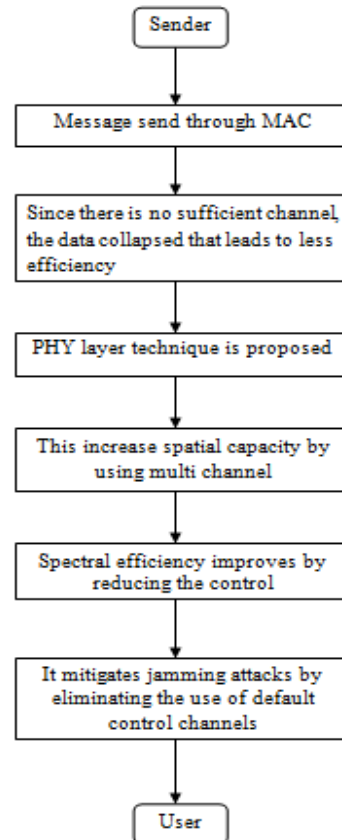 Sender
Message send through MAC
Since there is no sufficient channel,
the data collapsed that leads to less
efficiency
PHY layer technique is proposed
This increase spatial capacity by
using multi channel
Spectral efficiency improves by
reducing the control
It mitigates jamming attacks by
eliminating the use of default
control channels
User